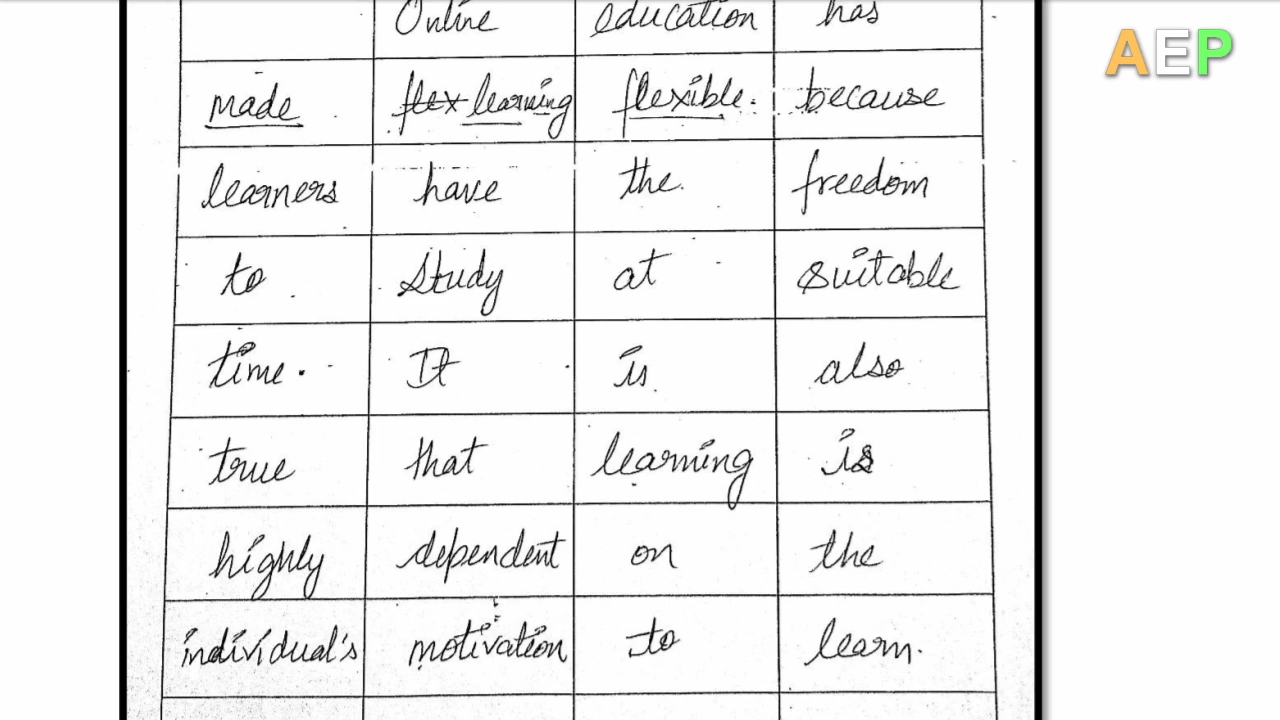 AEP
Online education has
made flex learning flexible. because
learners have the freedom
to study at suitable
time. It is also
true that learning is
highly dependent on the
individual's motivation to learn.